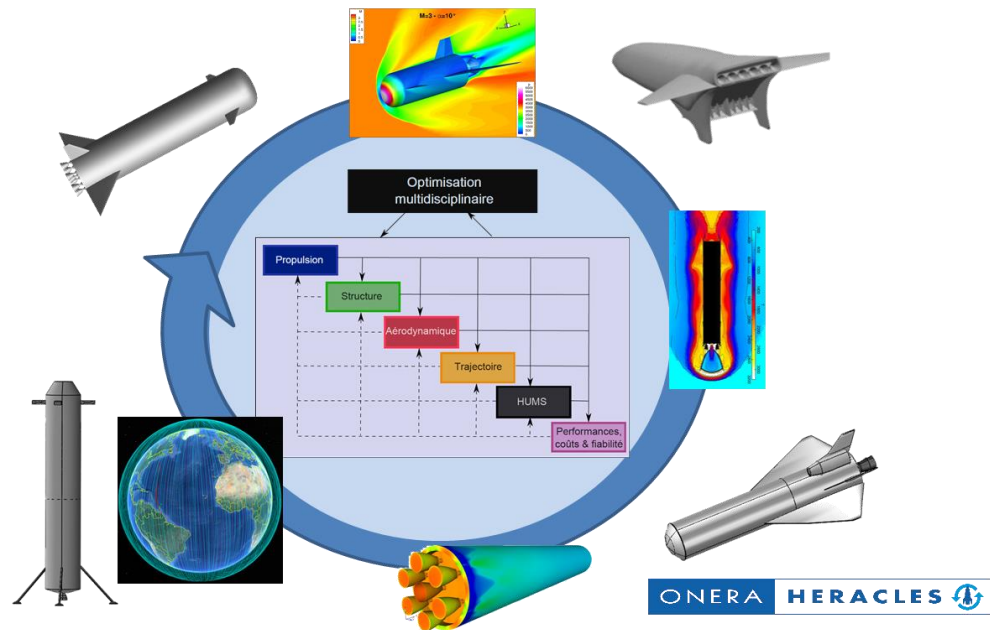 M=3 - α=10°
Optimisation
multidisciplinaire
Propulsion
Structure
Aérodynamique
Trajectoire
HUMS
Performances,
coûts & fiabilité
ONERA HERACLES